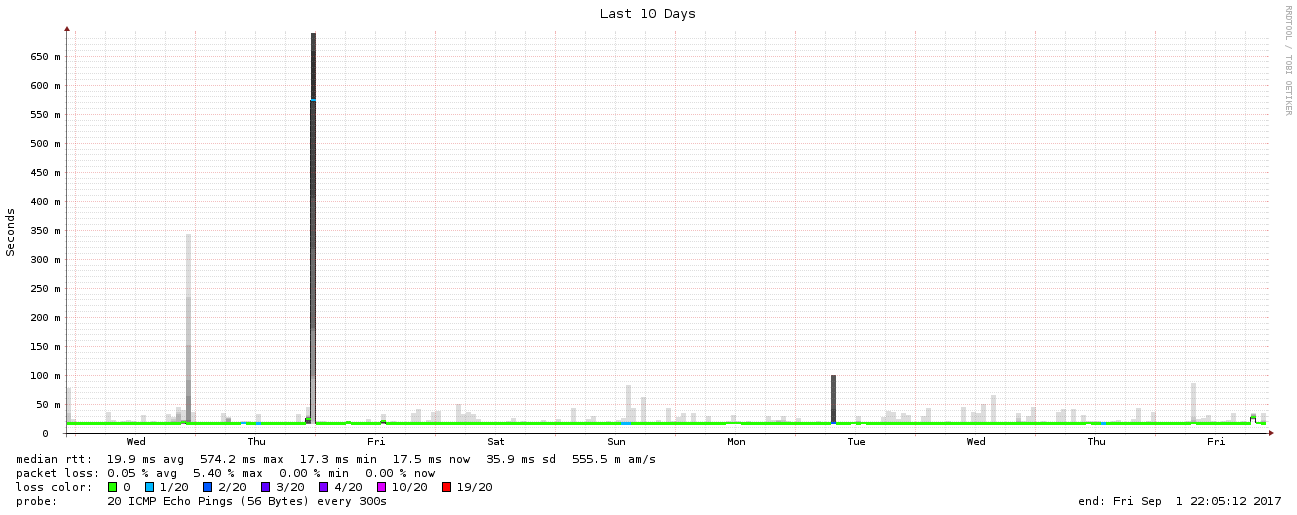 Last 10 Days
RRDTOOL / TOBI OETIKER
Seconds
650 m
600 m
550 m
500 m
450 m
400 m
350 m
300 m
250 m
200 m
150 m
100 m
50 m
0
Wed Thu Fri Sat Sun Mon Tue Wed Thu Fri
median rtt: 19.9 ms avg 574.2 ms max 17.3 ms min 17.5 ms now 35.9 ms sd 555.5 m am/s
packet loss: 0.05 % avg 5.40 % max 0.00 % min 0.00 % now
loss color: 0 1/20 2/20 3/20 4/20 10/20 19/20
probe: 20 ICMP Echo Pings (56 Bytes) every 300s end: Fri Sep 1 22:05:12 2017